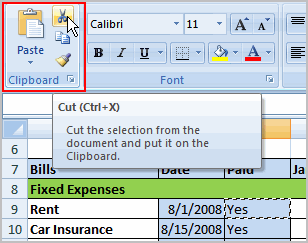 Calibri 11
Paste
B I U A
Clipboard Font
Cut (Ctrl+X)
Cut the selection from the
document and put it on the
Clipboard.
6
7 Bills Date Paid Ja
8 Fixed Expenses
9 Rent 8/1/2008 Yes
10 Car Insurance 8/15/2008 Yes